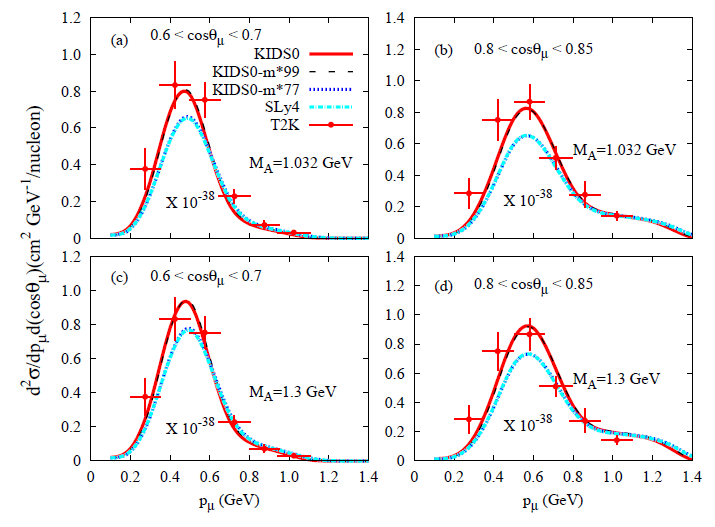 d²σ/dpμd(cosθμ)(cm² GeV⁻¹/nucleon)
1.2
1.0
0.8
0.6
0.4
0.2
0
(a)
0.6 < cosθμ < 0.7
KIDS0
KIDS0-m*99
KIDS0-m*77
SLy4
T2K
MA=1.032 GeV
X 10⁻³⁸
1.4
1.2
1.0
0.8
0.6
0.4
0.2
0
(b)
0.8 < cosθμ < 0.85
MA=1.032 GeV
X 10⁻³⁸
1.2
1.0
0.8
0.6
0.4
0.2
0
(c)
0.6 < cosθμ < 0.7
MA=1.3 GeV
X 10⁻³⁸
0 0.2 0.4 0.6 0.8 1.0 1.2 1.4
pμ (GeV)
1.4
1.2
1.0
0.8
0.6
0.4
0.2
0
(d)
0.8 < cosθμ < 0.85
MA=1.3 GeV
X 10⁻³⁸
0 0.2 0.4 0.6 0.8 1.0 1.2 1.4
pμ (GeV)